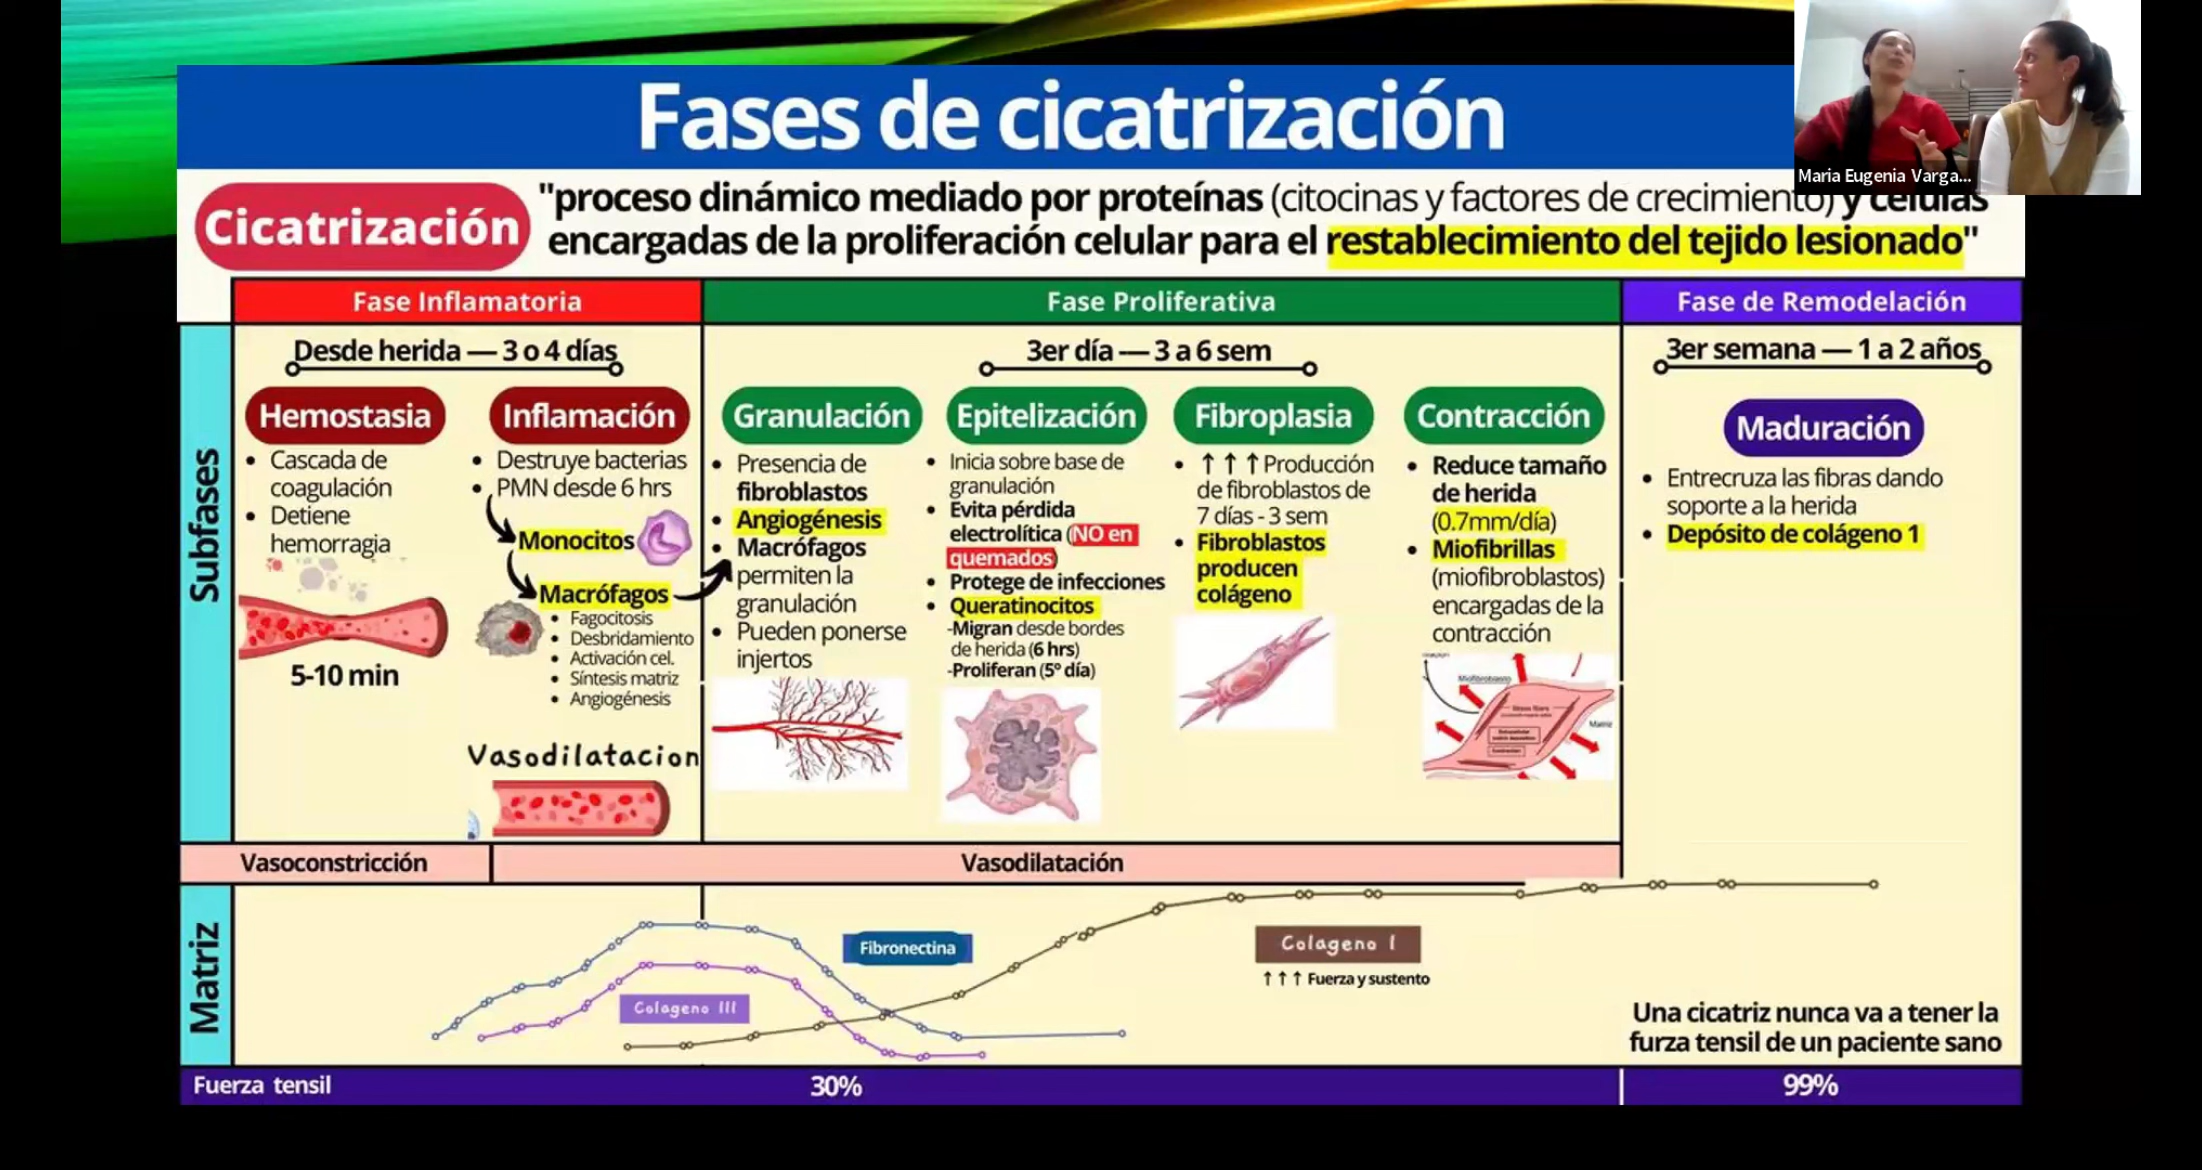 Fases de cicatrización
Maria Eugenia Varga...
Cicatrización
"proceso dinámico mediado por proteínas (citocinas y factores de crecimiento) y células
encargadas de la proliferación celular para el restablecimiento del tejido lesionado"
Fase Inflamatoria
Fase Proliferativa
Fase de Remodelación
Subfases
Desde herida — 3 o 4 días
3er día — 3 a 6 sem
3er semana — 1 a 2 años
Hemostasia
• Cascada de
coagulación
• Detiene
hemorragia
5-10 min
Inflamación
• Destruye bacterias
• PMN desde 6 hrs
Monocitos
Macrófagos
• Fagocitosis
• Desbridamiento
• Activación cel.
• Síntesis matriz
• Angiogénesis
Vasodilatacion
Granulación
• Presencia de
fibroblastos
• Angiogénesis
• Macrófagos
permiten la
granulación
• Pueden ponerse
injertos
Epitelización
• Inicia sobre base de
granulación
• Evita pérdida
electrolítica (NO en
quemados)
• Protege de infecciones
• Queratinocitos
-Migran desde bordes
de herida (6 hrs)
-Proliferan (5º día)
Fibroplasia
• ↑ ↑ ↑ Producción
de fibroblastos de
7 días - 3 sem
• Fibroblastos
producen
colágeno
Contracción
• Reduce tamaño
de herida
(0.7mm/día)
• Miofibrillas
(miofibroblastos)
encargadas de la
contracción
Miofibroblasto
Matriz
Maduración
• Entrecruza las fibras dando
soporte a la herida
• Depósito de colágeno 1
Vasoconstricción
Vasodilatación
Matriz
Fibronectina
Colageno III
Colageno I
↑ ↑ ↑ Fuerza y sustento
Una cicatriz nunca va a tener la
furza tensil de un paciente sano
Fuerza tensil
30%
99%